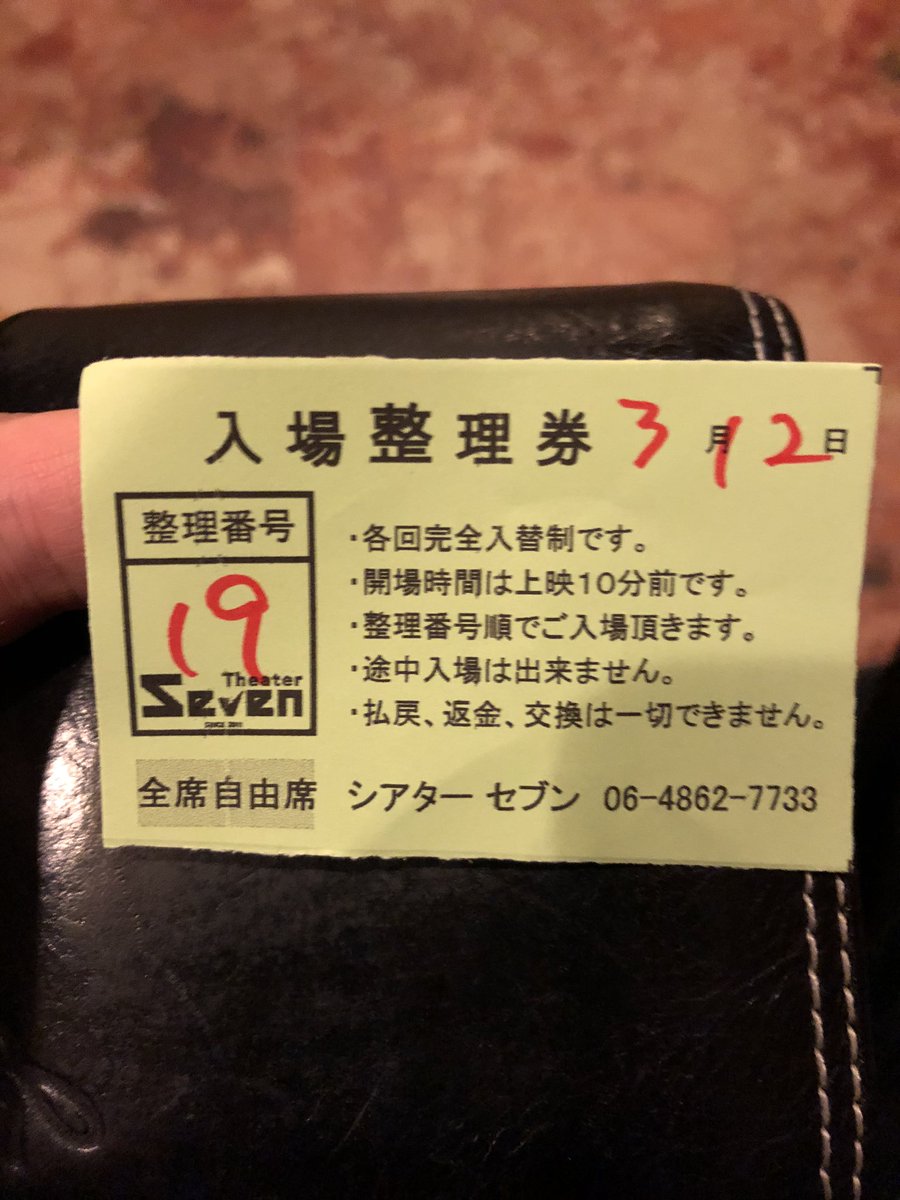 入場整理券 3月12日
整理番号
19
Theater
Seven
SINCE 2011
・各回完全入替制です。
・開場時間は上映10分前です。
・整理番号順でご入場頂きます。
・途中入場は出来ません。
・払戻、返金、交換は一切できません。
全席自由席 シアター セブン 06-4862-7733